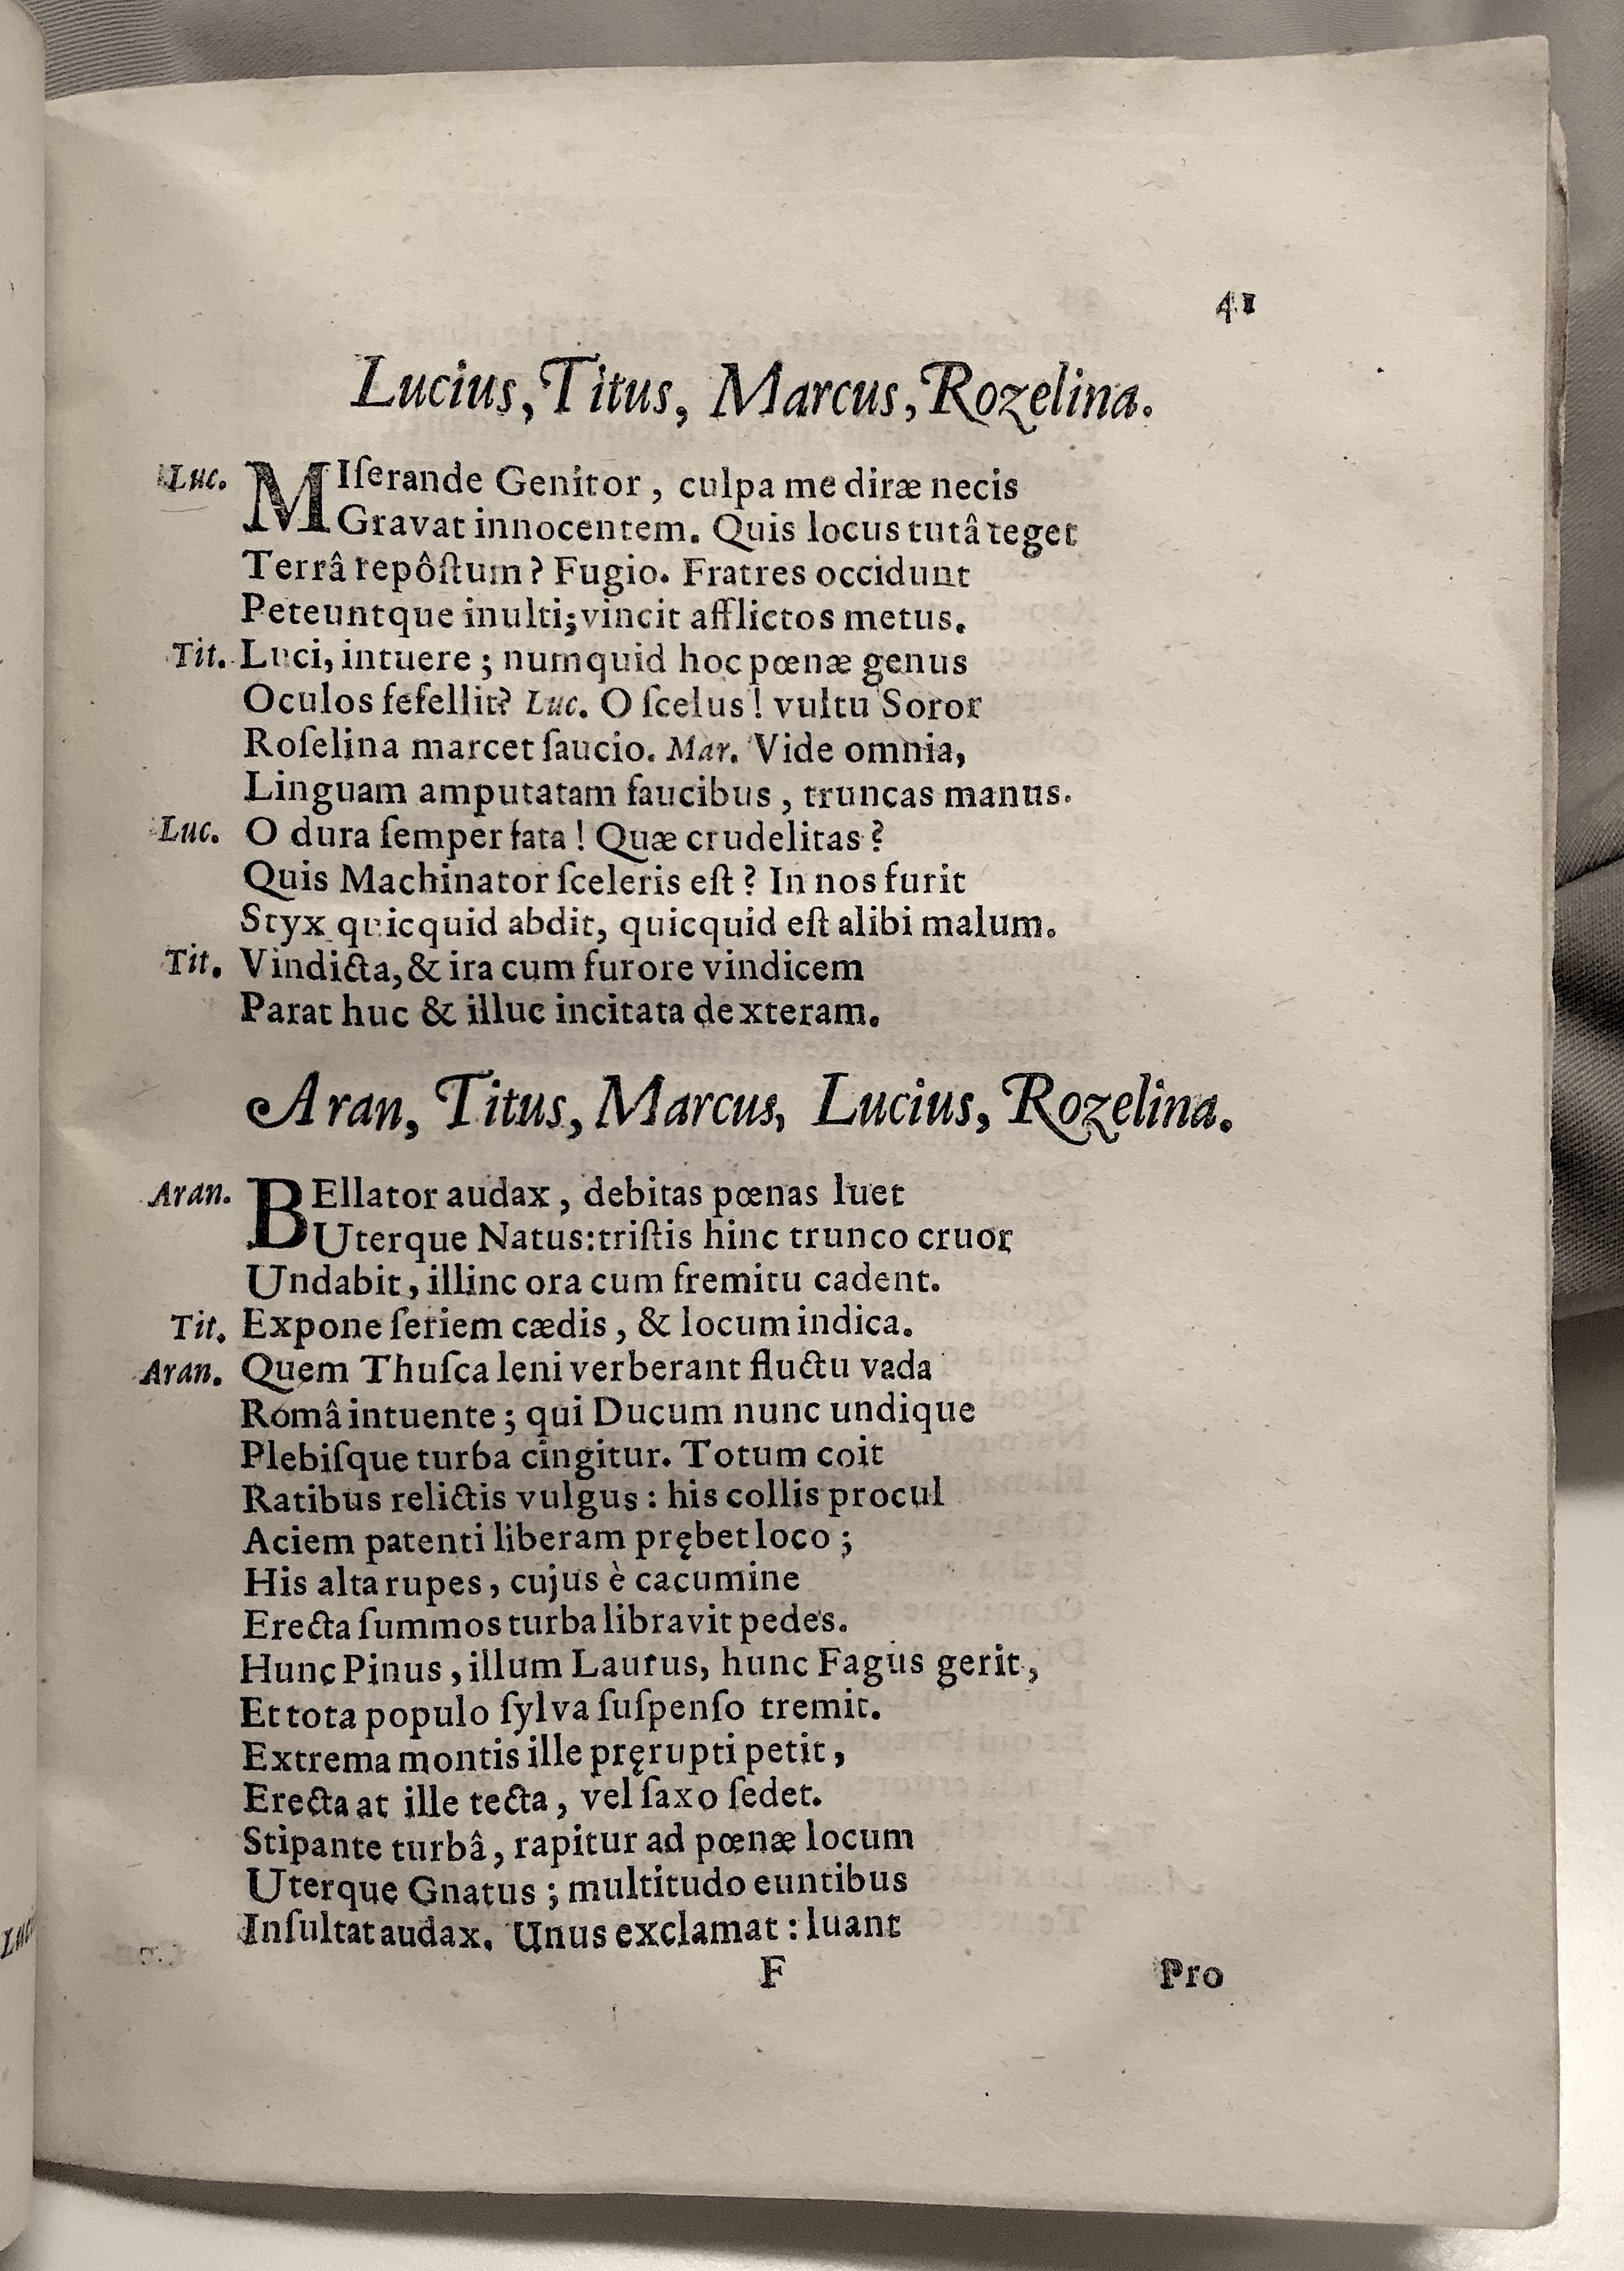 41
Lucius, Titus, Marcus, Rozelina.
Luc. MIſerande Genitor, culpa me diræ necis
Gravat innocentem. Quis locus tutâ teget
Terrâ repôſtum? Fugio. Fratres occidunt
Pereuntque inulti; vincit afflictos metus.
Tit. Luci, intuere; numquid hoc pœnæ genus
Oculos fefellit? Luc. O ſcelus! vultu Soror
Roſelina marcet ſaucio. Mar. Vide omnia,
Linguam amputatam faucibus, truncas manus.
Luc. O dura ſemper fata! Quæ crudelitas?
Quis Machinator ſceleris eſt? In nos furit
Styx quicquid abdit, quicquid eſt alibi malum.
Tit. Vindicta, & ira cum furore vindicem
Parat huc & illuc incitata dexteram.
Aran, Titus, Marcus, Lucius, Rozelina.
Aran. BEllator audax, debitas pœnas luet
Uterque Natus: triſtis hinc trunco cruor
Undabit, illinc ora cum fremitu cadent.
Tit. Expone ſeriem cædis, & locum indica.
Aran. Quem Thuſca leni verberant fluctu vada
Româ intuente; qui Ducum nunc undique
Plebiſque turba cingitur. Totum coit
Ratibus relictis vulgus: his collis procul
Aciem patenti liberam prębet loco;
His alta rupes, cujus è cacumine
Erecta ſummos turba libravit pedes.
Hunc Pinus, illum Laurus, hunc Fagus gerit,
Et tota populo ſylva ſuſpenſo tremit.
Extrema montis ille pręrupti petit,
Erecta at ille tecta, vel ſaxo ſedet.
Stipante turbâ, rapitur ad pœnæ locum
Uterque Gnatus; multitudo euntibus
Inſultat audax. Unus exclamat: luant
F Pro